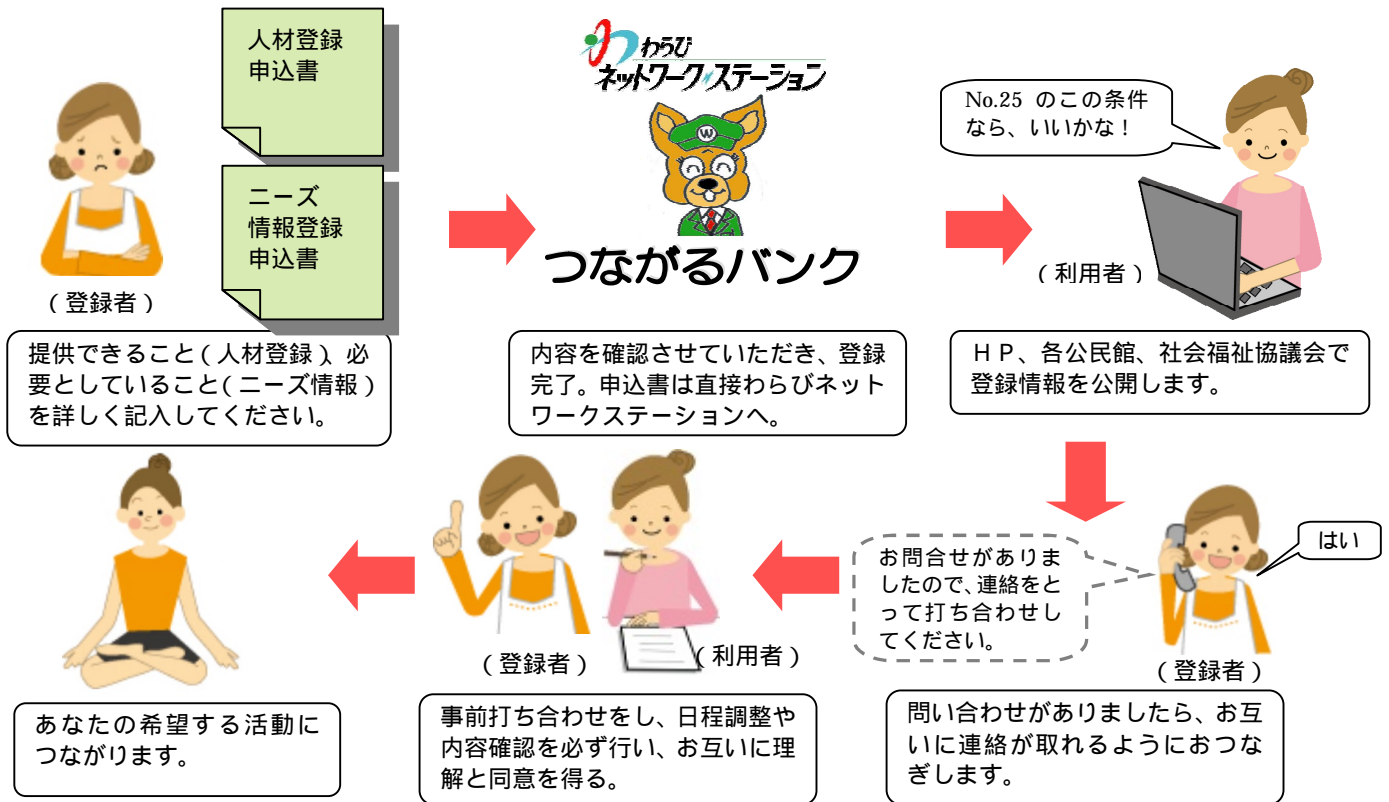 人材登録
申込書
ニーズ
情報登録
申込書
(登録者)
提供できること(人材登録)、必
要としていること(ニーズ情報)
を詳しく記入してください。
わらび
ネットワークステーション
W
つながるバンク
内容を確認させていただき、登録
完了。申込書は直接わらびネット
ワークステーションへ。
No.25 のこの条件
なら、いいかな！
(利用者)
ＨＰ、各公民館、社会福祉協議会で
登録情報を公開します。
はい
お問合せがありま
したので、連絡をと
って打ち合わせし
てください。
(登録者)
問い合わせがありましたら、お互
いに連絡が取れるようにおつな
ぎします。
(登録者)
(利用者)
事前打ち合わせをし、日程調整や
内容確認を必ず行い、お互いに理
解と同意を得る。
あなたの希望する活動に
つながります。